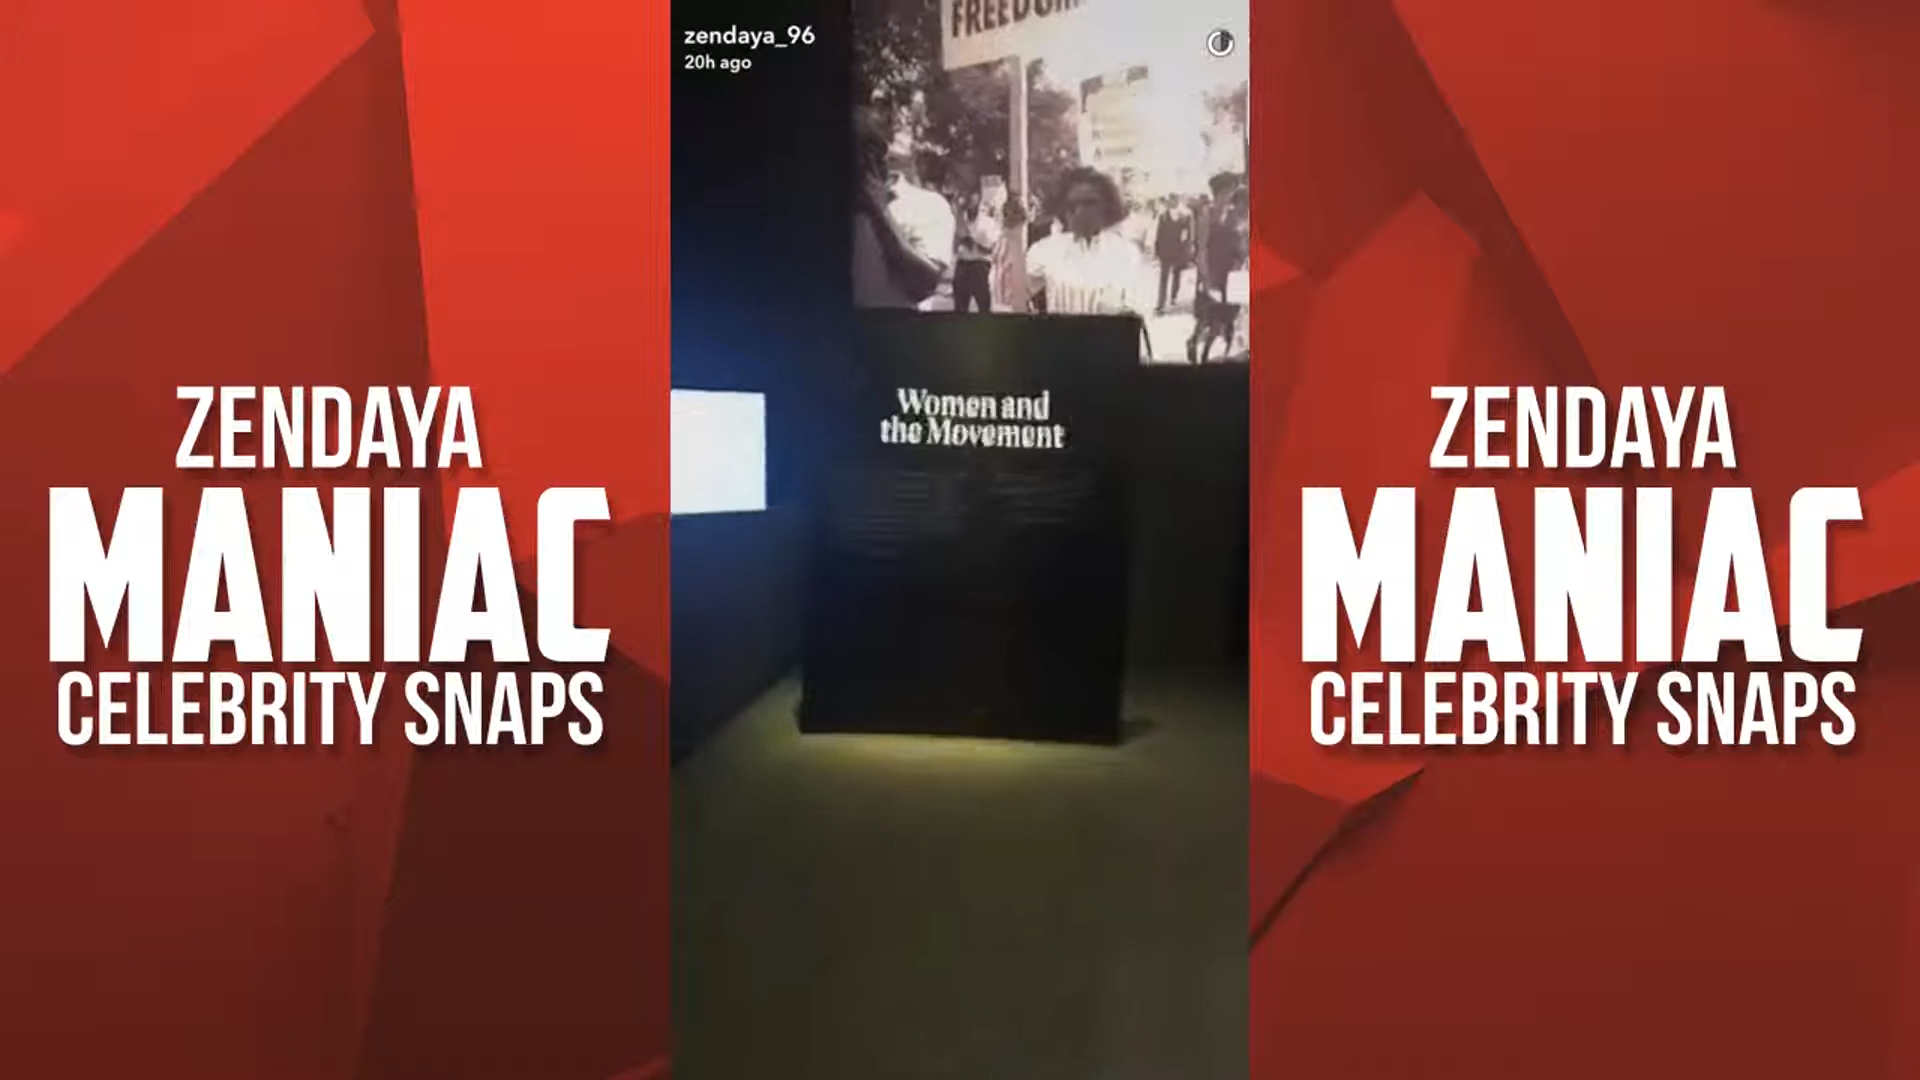 zendaya_96
20h ago
FREEDOM
Women and
the Movement
ZENDAYA
MANIAC
CELEBRITY SNAPS
ZENDAYA
MANIAC
CELEBRITY SNAPS